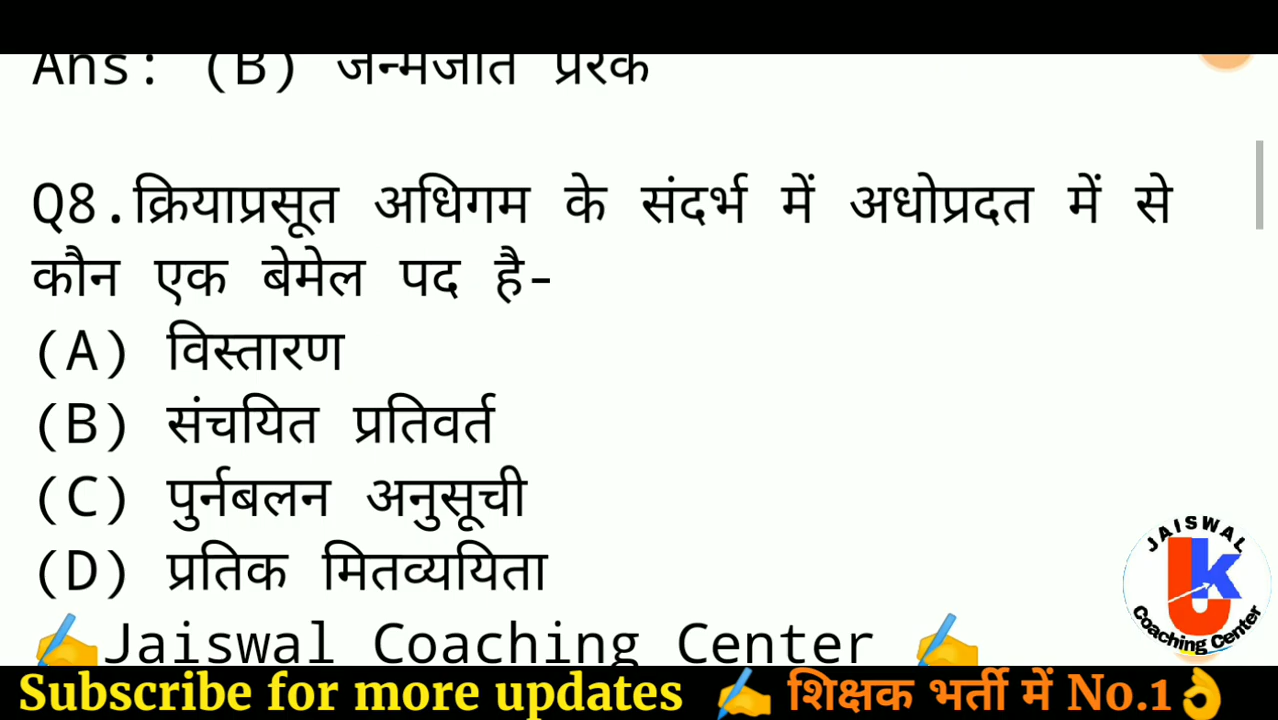 Ans: (B) जन्मजात प्रेरक
Q8.क्रियाप्रसूत अधिगम के संदर्भ में अधोप्रदत में से
कौन एक बेमेल पद है-
(A) विस्तारण
(B) संचयित प्रतिवर्त
(C) पुर्नबलन अनुसूची
(D) प्रतिक मितव्ययिता
✍Jaiswal Coaching Center ✍
JAISWAL
UK
Coaching Center
Subscribe for more updates ✍ शिक्षक भर्ती में No.1👌